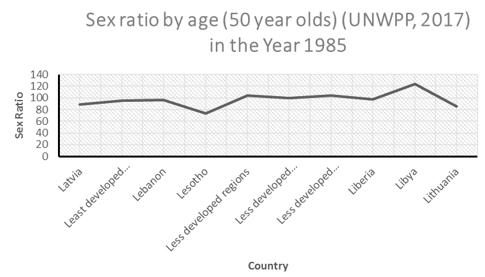 Sex ratio by age (50 year olds) (UNWPP, 2017)
in the Year 1985
Sex Ratio
140
120
100
80
60
40
20
0
Latvia
Least developed...
Lebanon
Lesotho
Less developed regions
Less developed...
Less developed...
Liberia
Libya
Lithuania
Country